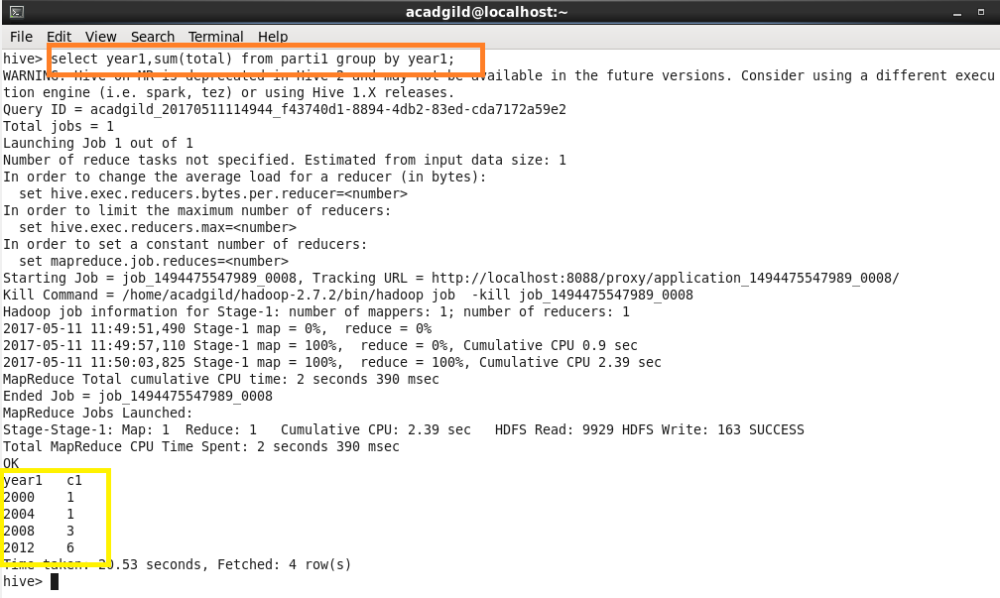 acadgild@localhost:~
File Edit View Search Terminal Help
hive> select year1,sum(total) from parti1 group by year1;
WARNING: Hive-on-MR is deprecated in Hive 2 and may not be available in the future versions. Consider using a different execu
tion engine (i.e. spark, tez) or using Hive 1.X releases.
Query ID = acadgild_20170511114944_f43740d1-8894-4db2-83ed-cda7172a59e2
Total jobs = 1
Launching Job 1 out of 1
Number of reduce tasks not specified. Estimated from input data size: 1
In order to change the average load for a reducer (in bytes):
  set hive.exec.reducers.bytes.per.reducer=<number>
In order to limit the maximum number of reducers:
  set hive.exec.reducers.max=<number>
In order to set a constant number of reducers:
  set mapreduce.job.reduces=<number>
Starting Job = job_1494475547989_0008, Tracking URL = http://localhost:8088/proxy/application_1494475547989_0008/
Kill Command = /home/acadgild/hadoop-2.7.2/bin/hadoop job  -kill job_1494475547989_0008
Hadoop job information for Stage-1: number of mappers: 1; number of reducers: 1
2017-05-11 11:49:51,490 Stage-1 map = 0%,  reduce = 0%
2017-05-11 11:49:57,110 Stage-1 map = 100%,  reduce = 0%, Cumulative CPU 0.9 sec
2017-05-11 11:50:03,825 Stage-1 map = 100%,  reduce = 100%, Cumulative CPU 2.39 sec
MapReduce Total cumulative CPU time: 2 seconds 390 msec
Ended Job = job_1494475547989_0008
MapReduce Jobs Launched:
Stage-Stage-1: Map: 1  Reduce: 1   Cumulative CPU: 2.39 sec   HDFS Read: 9929 HDFS Write: 163 SUCCESS
Total MapReduce CPU Time Spent: 2 seconds 390 msec
OK
year1   c1
2000    1
2004    1
2008    3
2012    6
Time taken: 20.53 seconds, Fetched: 4 row(s)
hive>